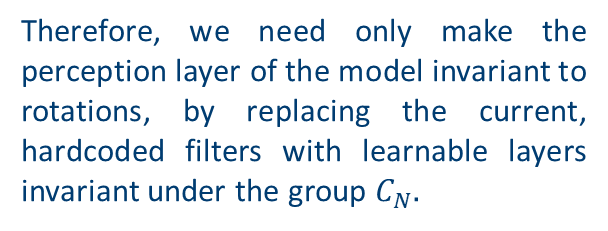 Therefore, we need only make the
perception layer of the model invariant to
rotations, by replacing the current,
hardcoded filters with learnable layers
invariant under the group $C_N$.